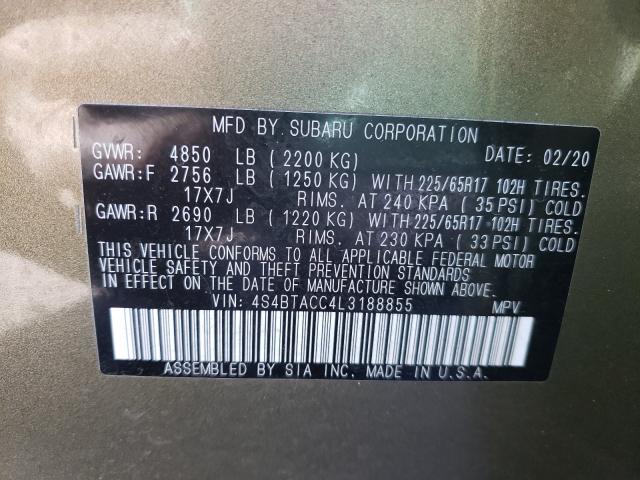 MFD BY SUBARU CORPORATION
GVWR: 4850 LB ( 2200 KG) DATE: 02/20
GAWR:F 2756 LB ( 1250 KG) WITH 225/65R17 102H TIRES.
17X7J RIMS. AT 240 KPA ( 35 PSI) COLD
GAWR:R 2690 LB ( 1220 KG) WITH 225/65R17 102H TIRES.
17X7J RIMS. AT 230 KPA ( 33 PSI) COLD
THIS VEHICLE CONFORMS TO ALL APPLICABLE FEDERAL MOTOR
VEHICLE SAFETY AND THEFT PREVENTION STANDARDS
IN EFFECT ON THE DATE OF MANUFACTURE SHOWN ABOVE.
VIN: 4S4BTACC4L3188855 MPV
ASSEMBLED BY SIA INC. MADE IN U.S.A.